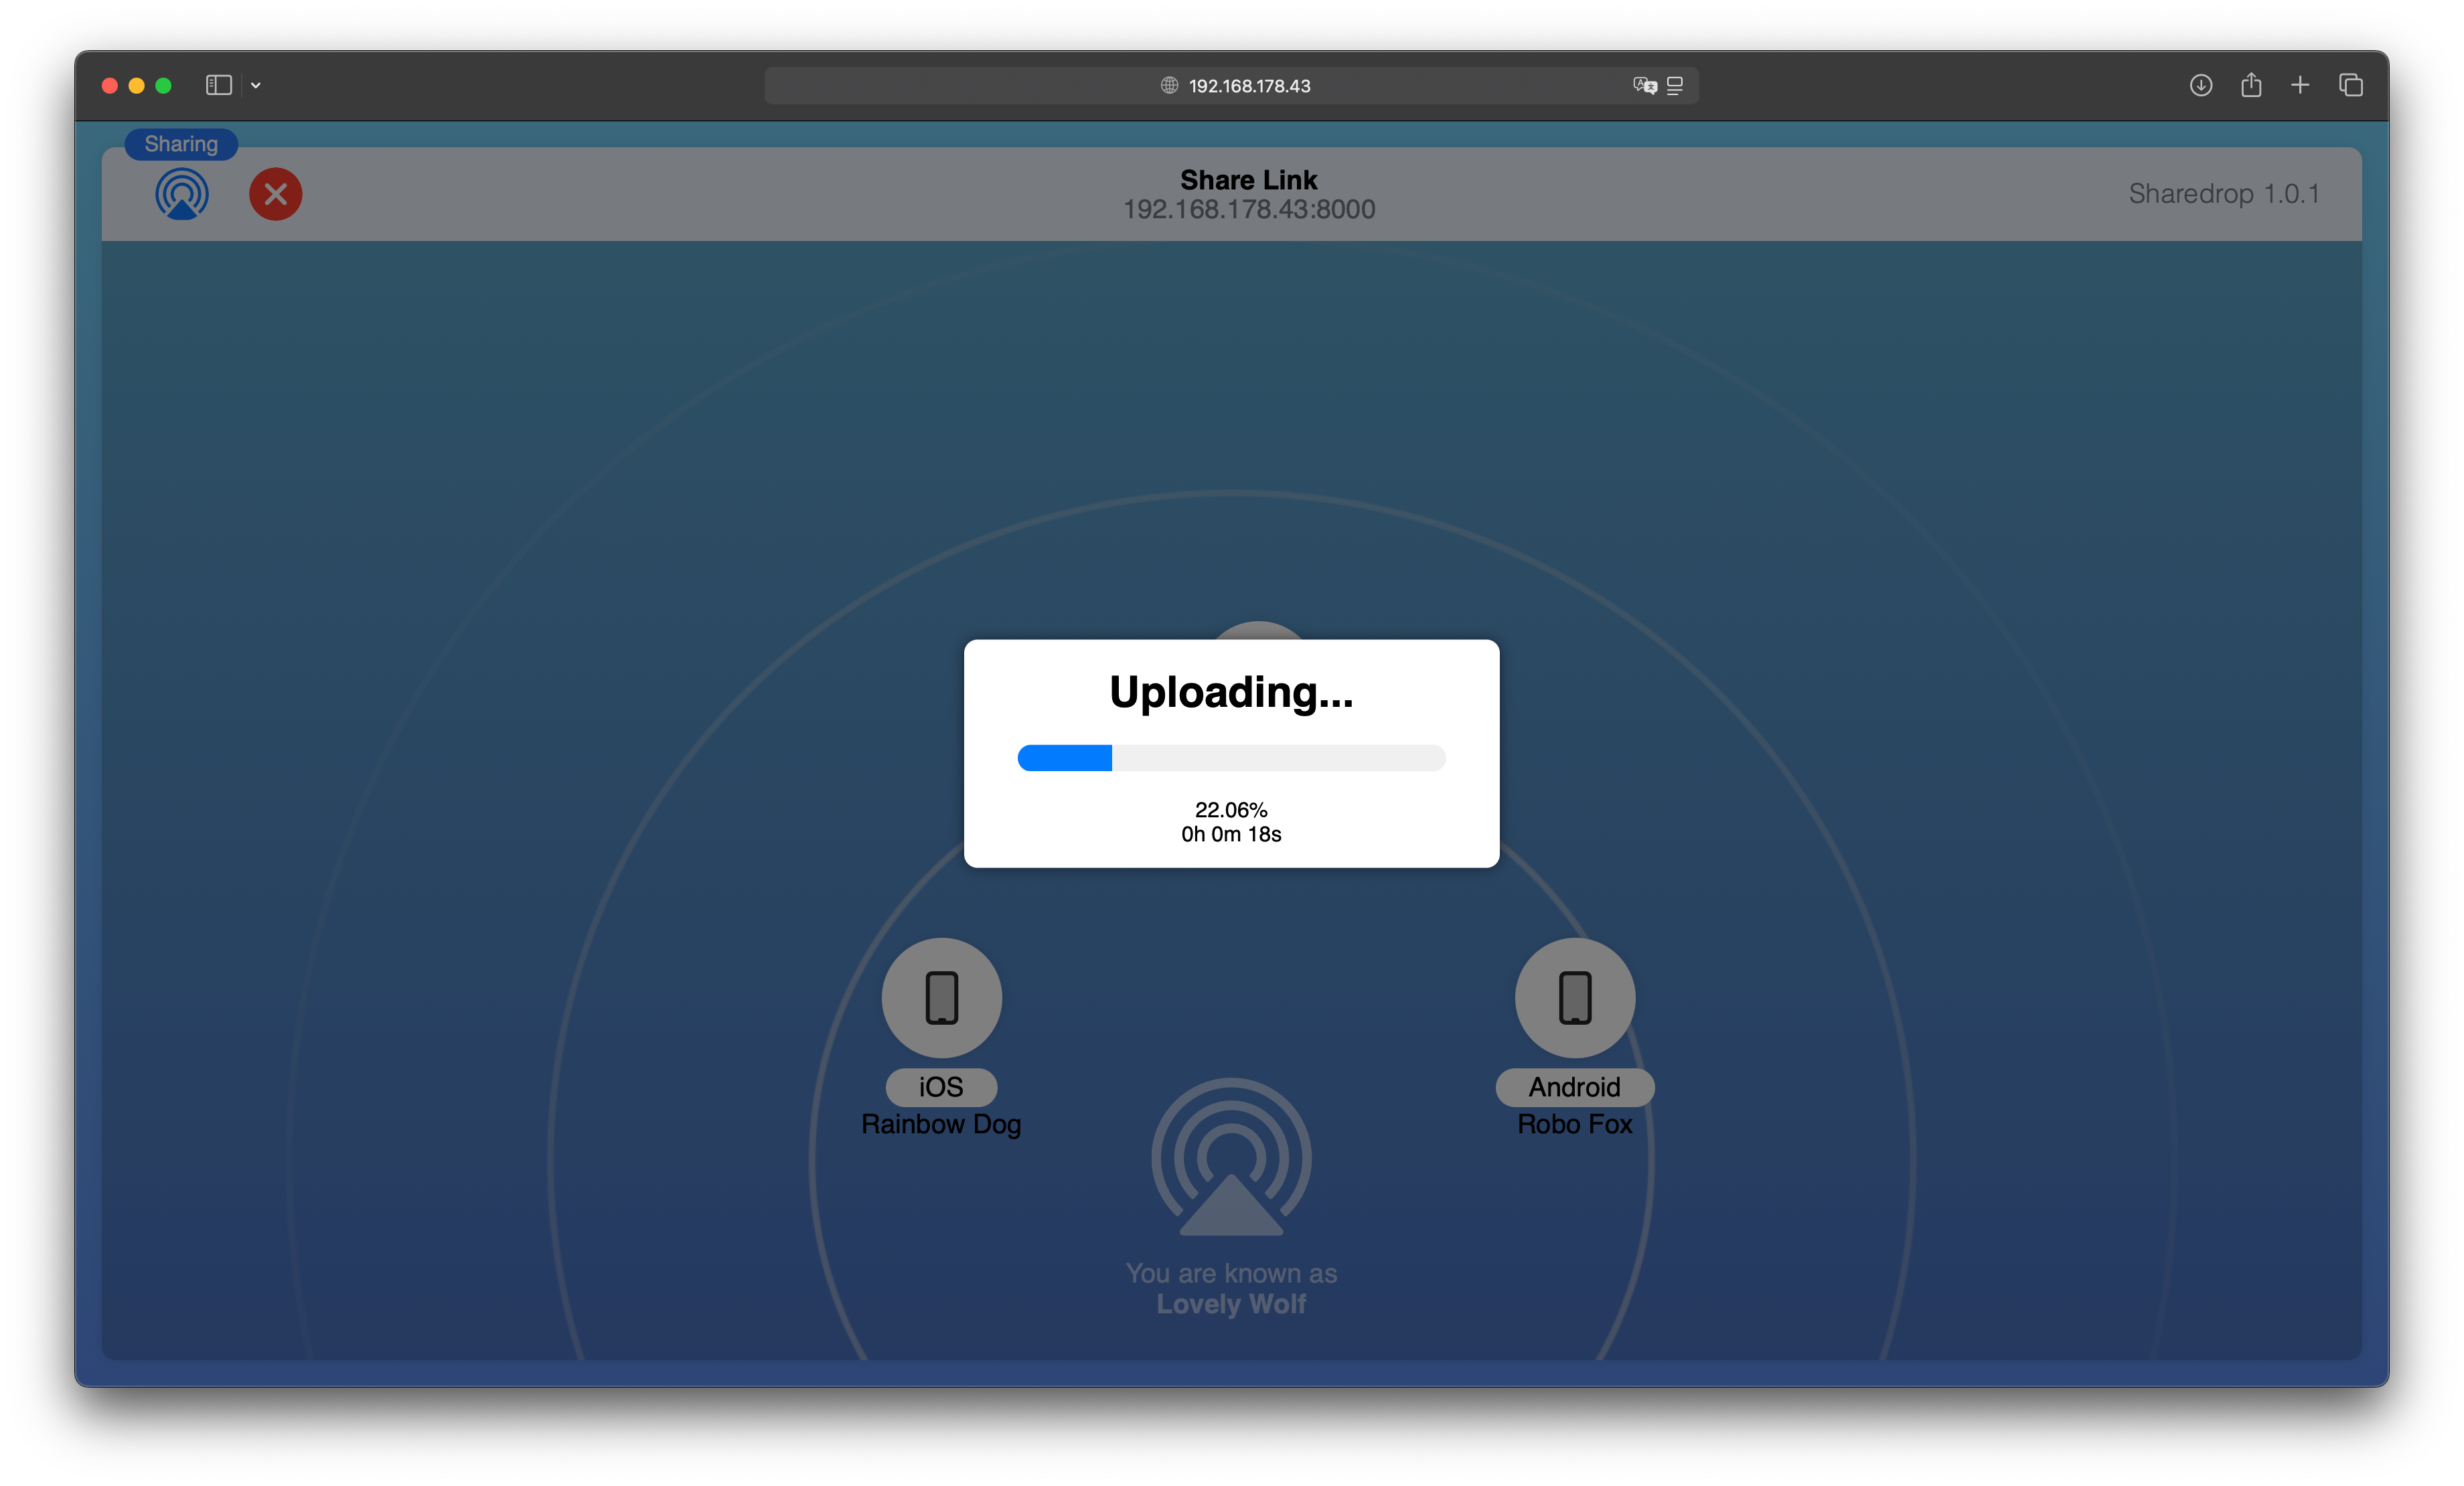 192.168.178.43
Sharing
Share Link
192.168.178.43:8000
Sharedrop 1.0.1
Uploading...
22.06%
0h 0m 18s
iOS
Rainbow Dog
Android
Robo Fox
You are known as
Lovely Wolf